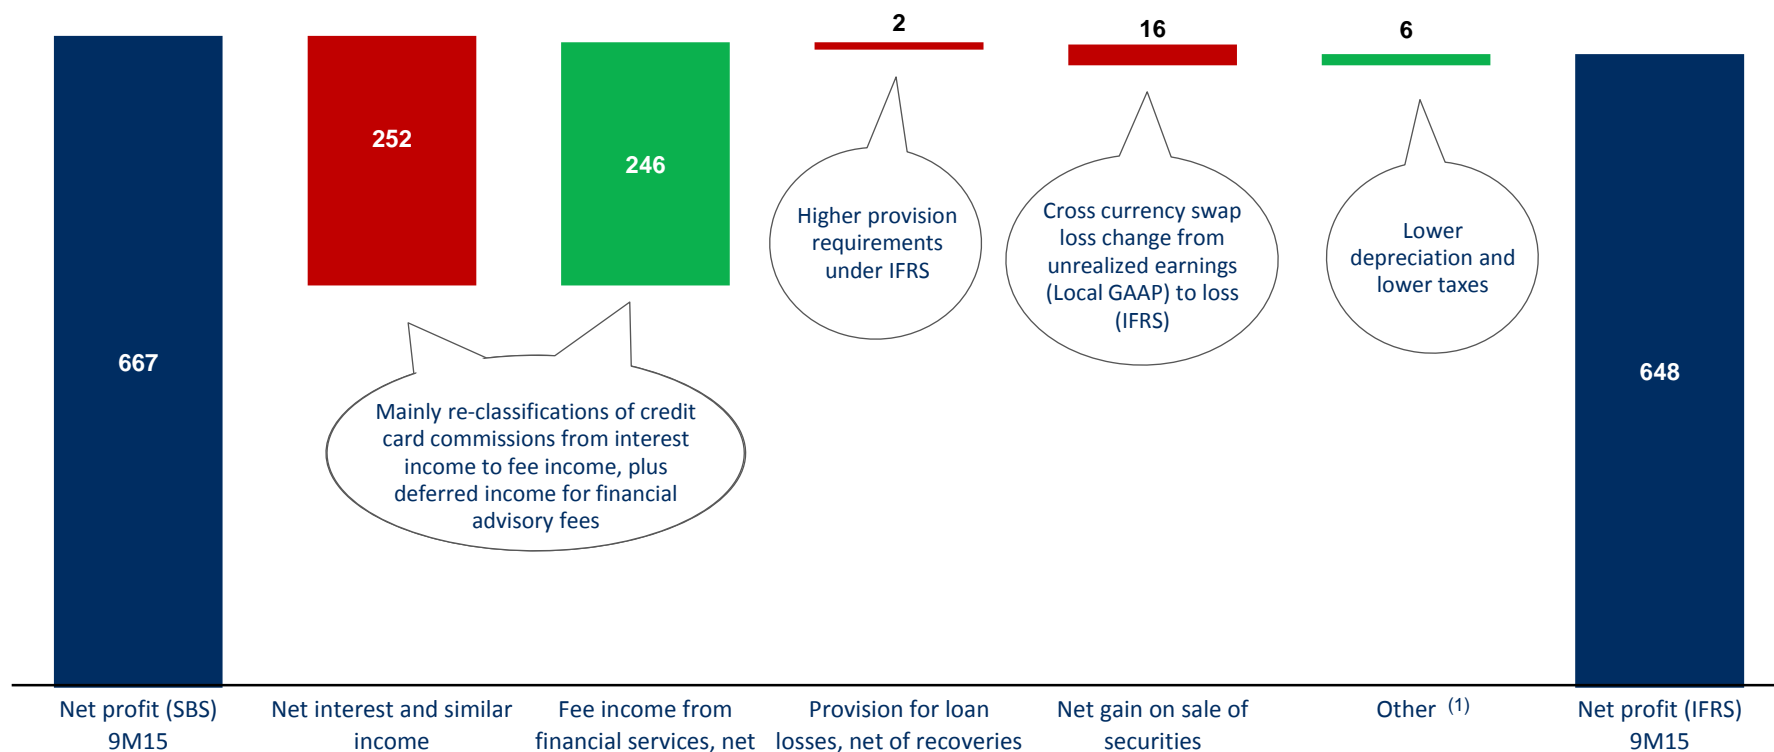 2
16
6
252
246
667
648
Higher provision
requirements
under IFRS
Cross currency swap
loss change from
unrealized earnings
(Local GAAP) to loss
(IFRS)
Lower
depreciation and
lower taxes
Mainly re-classifications of credit
card commissions from interest
income to fee income, plus
deferred income for financial
advisory fees
Net profit (SBS)
9M15
Net interest and similar
income
Fee income from
financial services, net
Provision for loan
losses, net of recoveries
Net gain on sale of
securities
Other (1)
Net profit (IFRS)
9M15